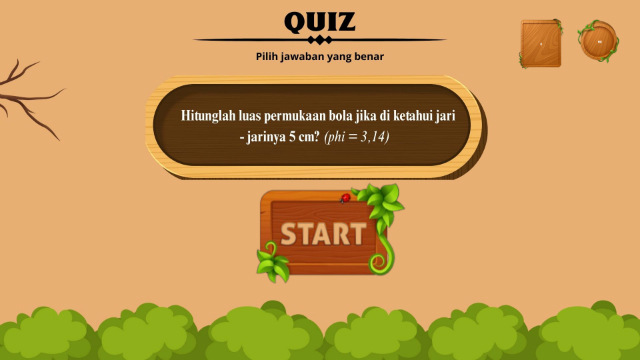 QUIZ
Pilih jawaban yang benar
Hitunglah luas permukaan bola jika di ketahui jari
- jarinya 5 cm? (phi = 3,14)
START